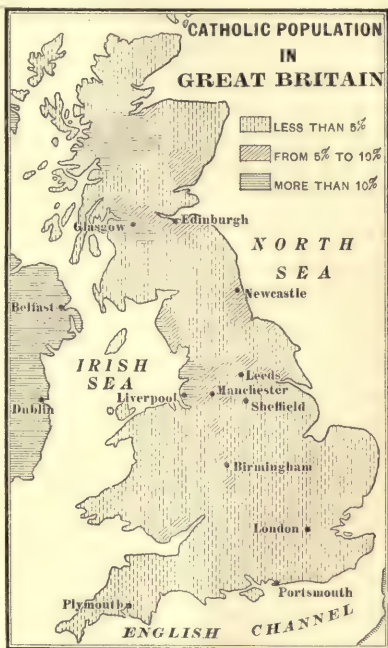 CATHOLIC POPULATION
IN
GREAT BRITAIN
LESS THAN 5%
FROM 5% TO 10%
MORE THAN 10%
Glasgow
Edinburgh
NORTH
SEA
Newcastle
Belfast
IRISH
SEA
Leeds
Manchester
Liverpool
Sheffield
Dublin
Birmingham
London
Portsmouth
Plymouth
ENGLISH CHANNEL